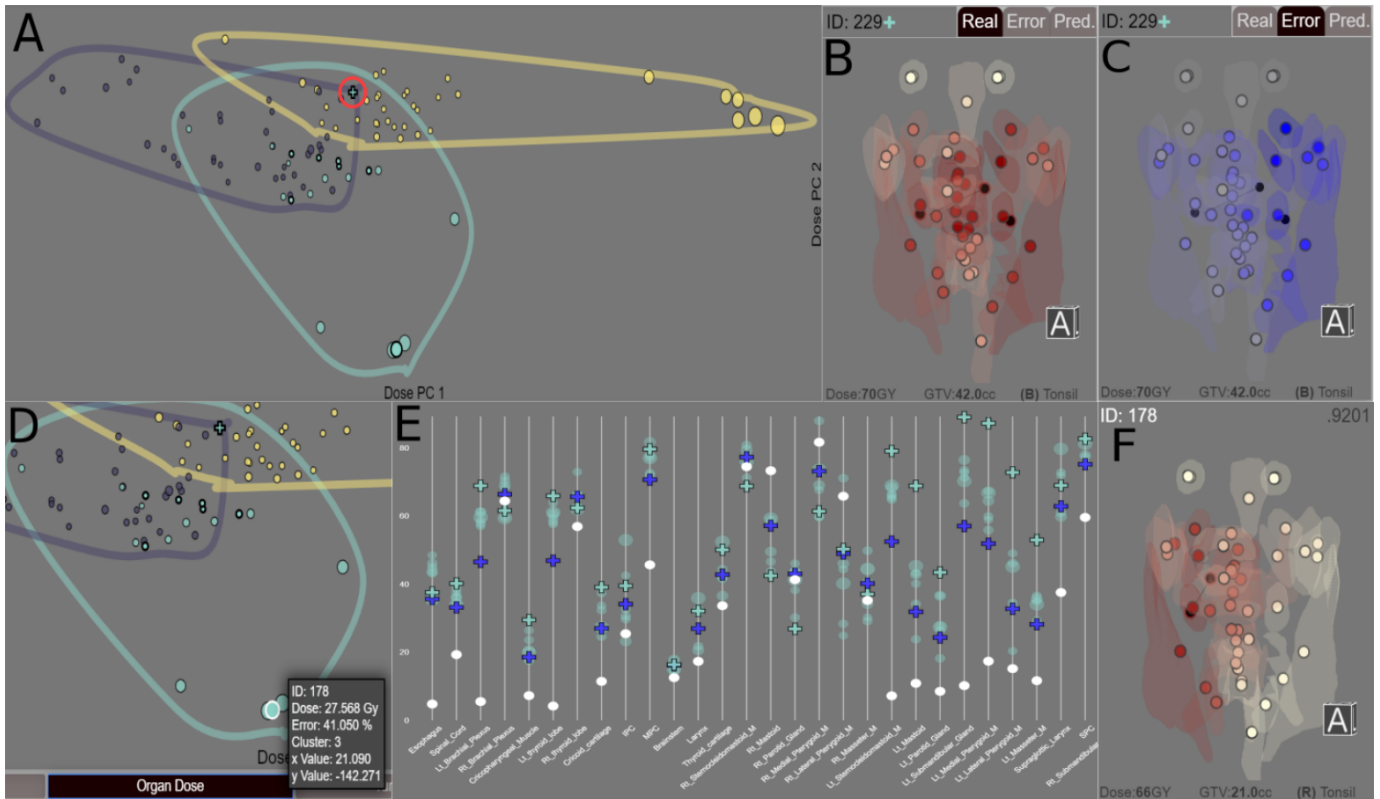 A
Dose PC 1
Dose PC 2
ID: 229
Real
Error
Pred.
B
A
Dose:70GY
GTV:42.0cc
(B) Tonsil
ID: 229
Real
Error
Pred.
C
A
Dose:70GY
GTV:42.0cc
(B) Tonsil
D
ID: 178
Dose: 27.568 Gy
Error: 41.050 %
Cluster: 3
x Value: 21.090
y Value: -142.271
Dose
Organ Dose
E
80
60
40
20
0
Esophagus
Spinal_Cord
Lt_Brachial_Plexus
Rt_Brachial_Plexus
Cricopharyngeal_Muscle
Lt_thyroid_lobe
Rt_thyroid_lobe
Cricoid_cartilage
IPC
MPC
Brainstem
Larynx
Thyroid_cartilage
Rt_Sternocleidomastoid_M
Rt_Mastoid
Rt_Parotid_Gland
Rt_Medial_Pterygoid_M
Rt_Lateral_Pterygoid_M
Rt_Masseter_M
Lt_Sternocleidomastoid_M
Lt_Mastoid
Lt_Parotid_Gland
Lt_Submandibular_Gland
Lt_Medial_Pterygoid_M
Lt_Lateral_Pterygoid_M
Lt_Masseter_M
Supraglottic_Larynx
SPC
Rt_Submandibular
ID: 178
.9201
F
A
Dose:66GY
GTV:21.0cc
(R) Tonsil